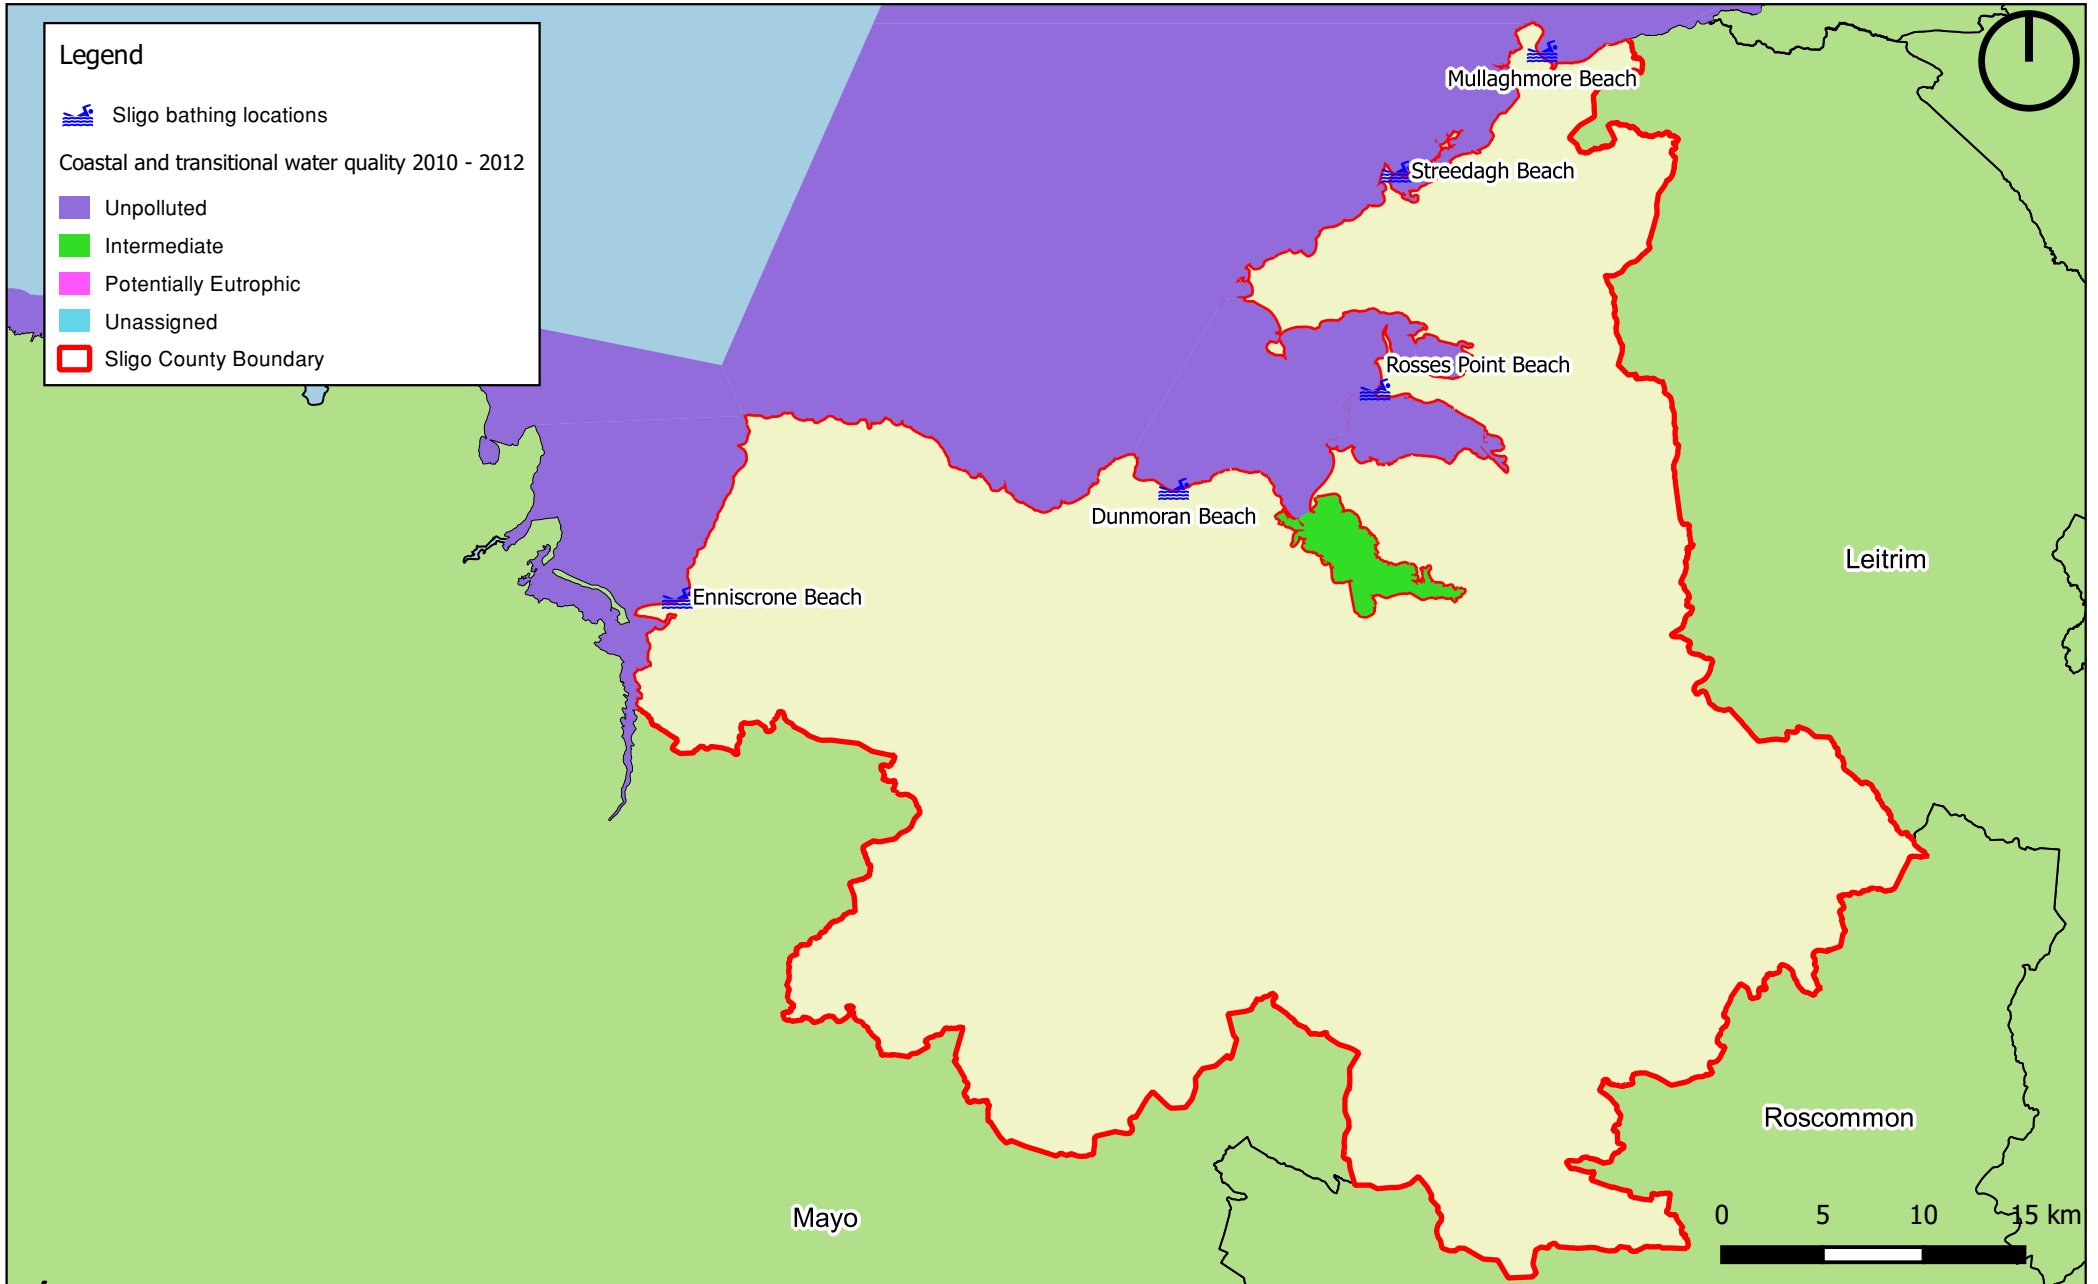 Legend
Sligo bathing locations
Coastal and transitional water quality 2010 - 2012
Unpolluted
Intermediate
Potentially Eutrophic
Unassigned
Sligo County Boundary
Mullaghmore Beach
Streedagh Beach
Rosses Point Beach
Dunmoran Beach
Enniscrone Beach
Leitrim
Roscommon
Mayo
0 5 10 15 km